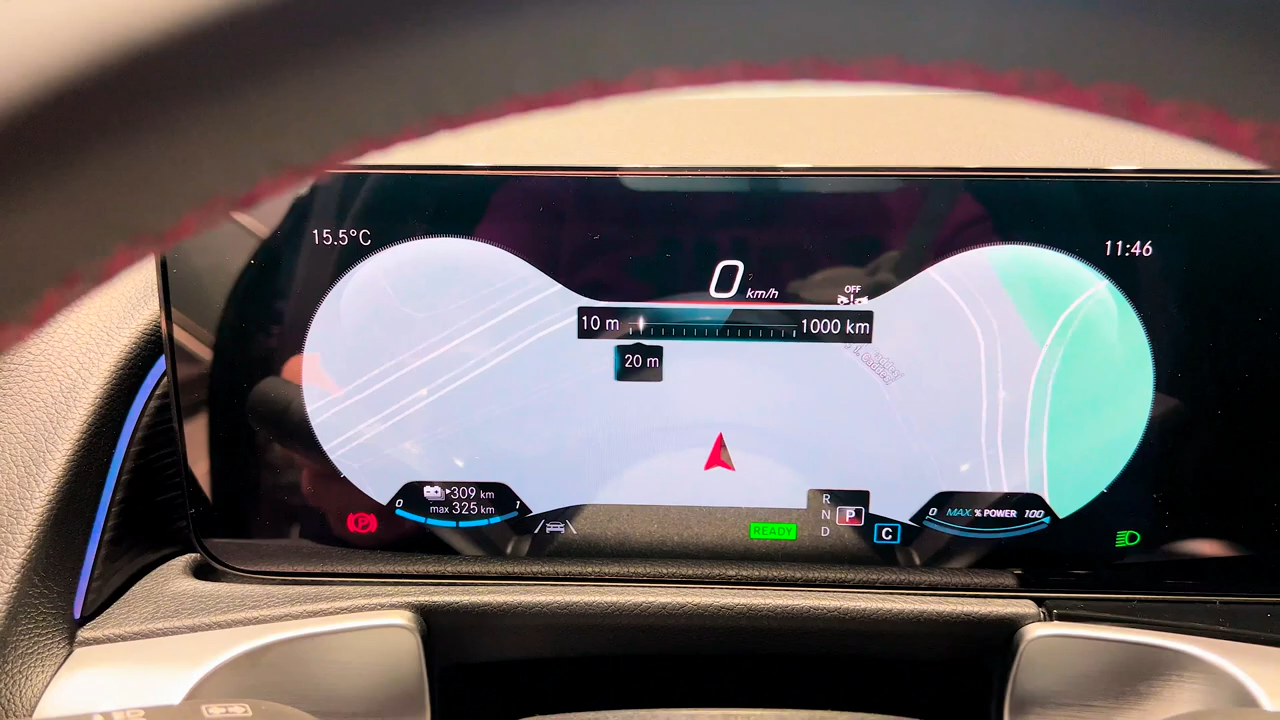 15.5°C
11:46
0 km/h
OFF
10 m 1000 km
20 m
309 km
max 325 km
0 1
R
N P
D
READY
C
0 MAX. % POWER 100